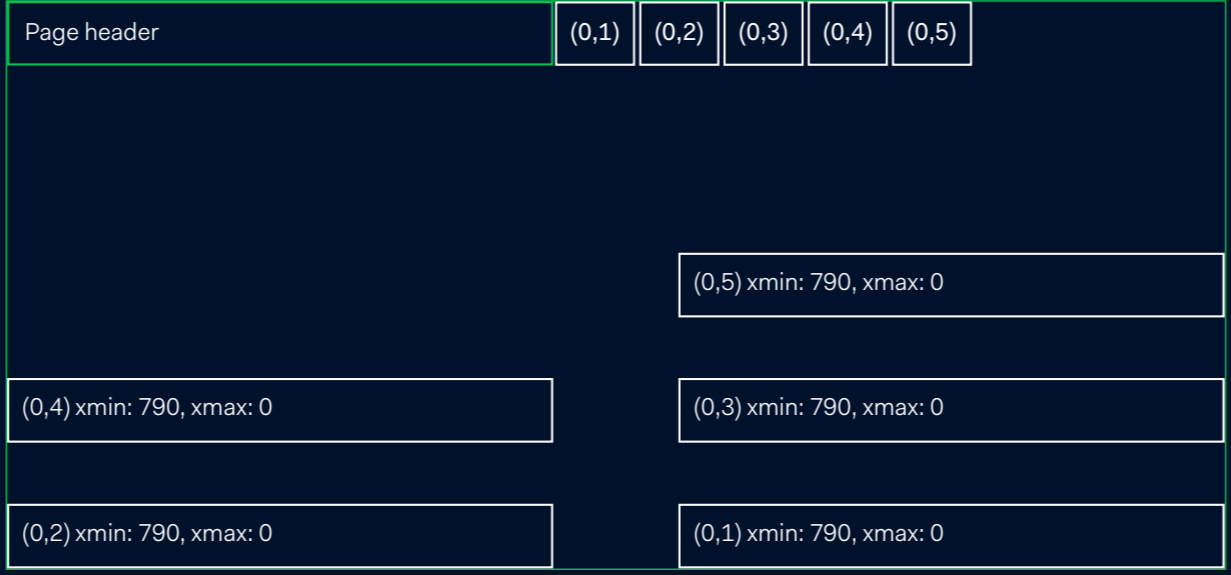 Page header (0,1) (0,2) (0,3) (0,4) (0,5)
(0,5) xmin: 790, xmax: 0
(0,4) xmin: 790, xmax: 0 (0,3) xmin: 790, xmax: 0
(0,2) xmin: 790, xmax: 0 (0,1) xmin: 790, xmax: 0